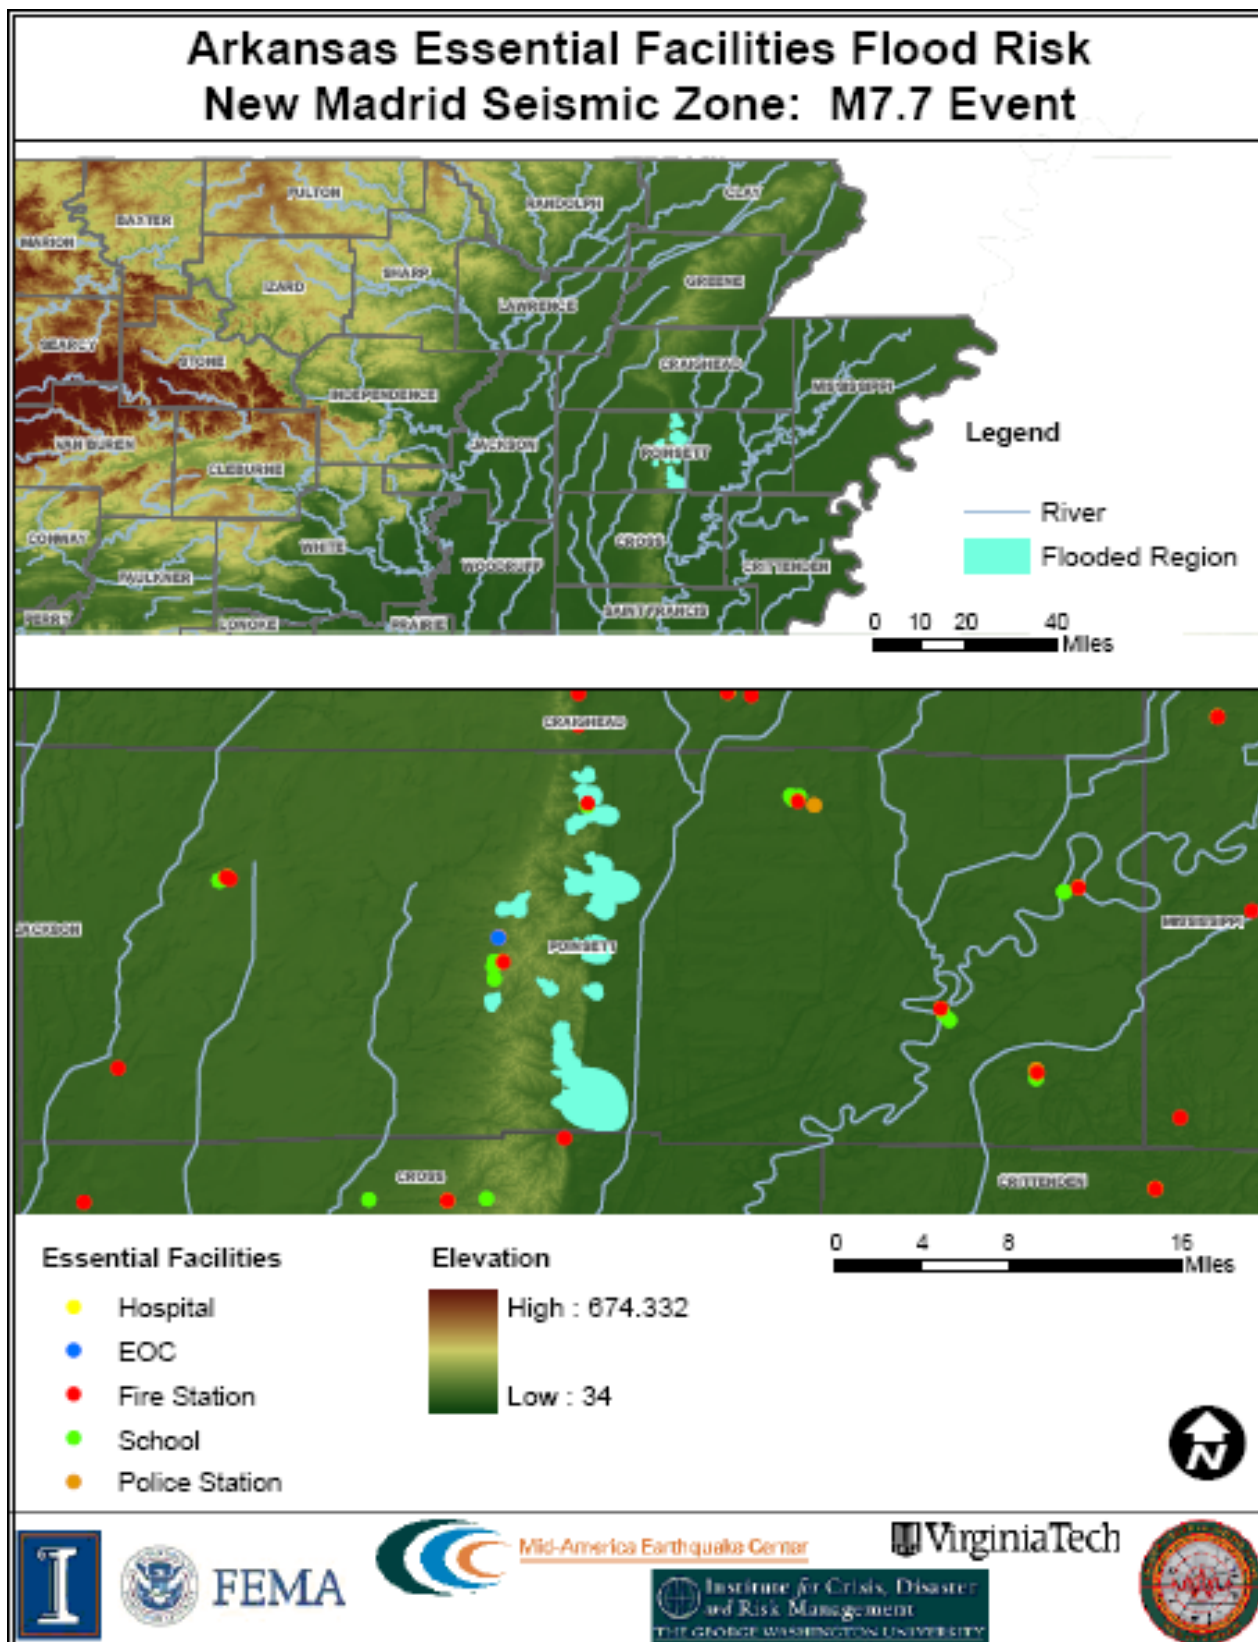 Arkansas Essential Facilities Flood Risk
New Madrid Seismic Zone: M7.7 Event
FULTON
RANDOLPH
CLAY
BAXTER
MARION
SHARP
IZARD
GREENE
LAWRENCE
SEARCY
STONE
CRAIGHEAD
MISSISSIPPI
INDEPENDENCE
VAN BUREN
JACKSON
POINSETT
CLEBURNE
CONWAY
WHITE
CROSS
WOODRUFF
CRITTENDEN
FAULKNER
PERRY
LONOKE
PRAIRIE
SAINT FRANCIS
Legend
River
Flooded Region
0 10 20 40
Miles
CRAIGHEAD
JACKSON
POINSETT
MISSISSIPPI
CROSS
CRITTENDEN
Essential Facilities
Hospital
EOC
Fire Station
School
Police Station
Elevation
High : 674.332
Low : 34
0 4 8 16
Miles
N
I
FEMA
Mid-America Earthquake Center
VirginiaTech
Institute for Crisis, Disaster
and Risk Management
THE GEORGE WASHINGTON UNIVERSITY